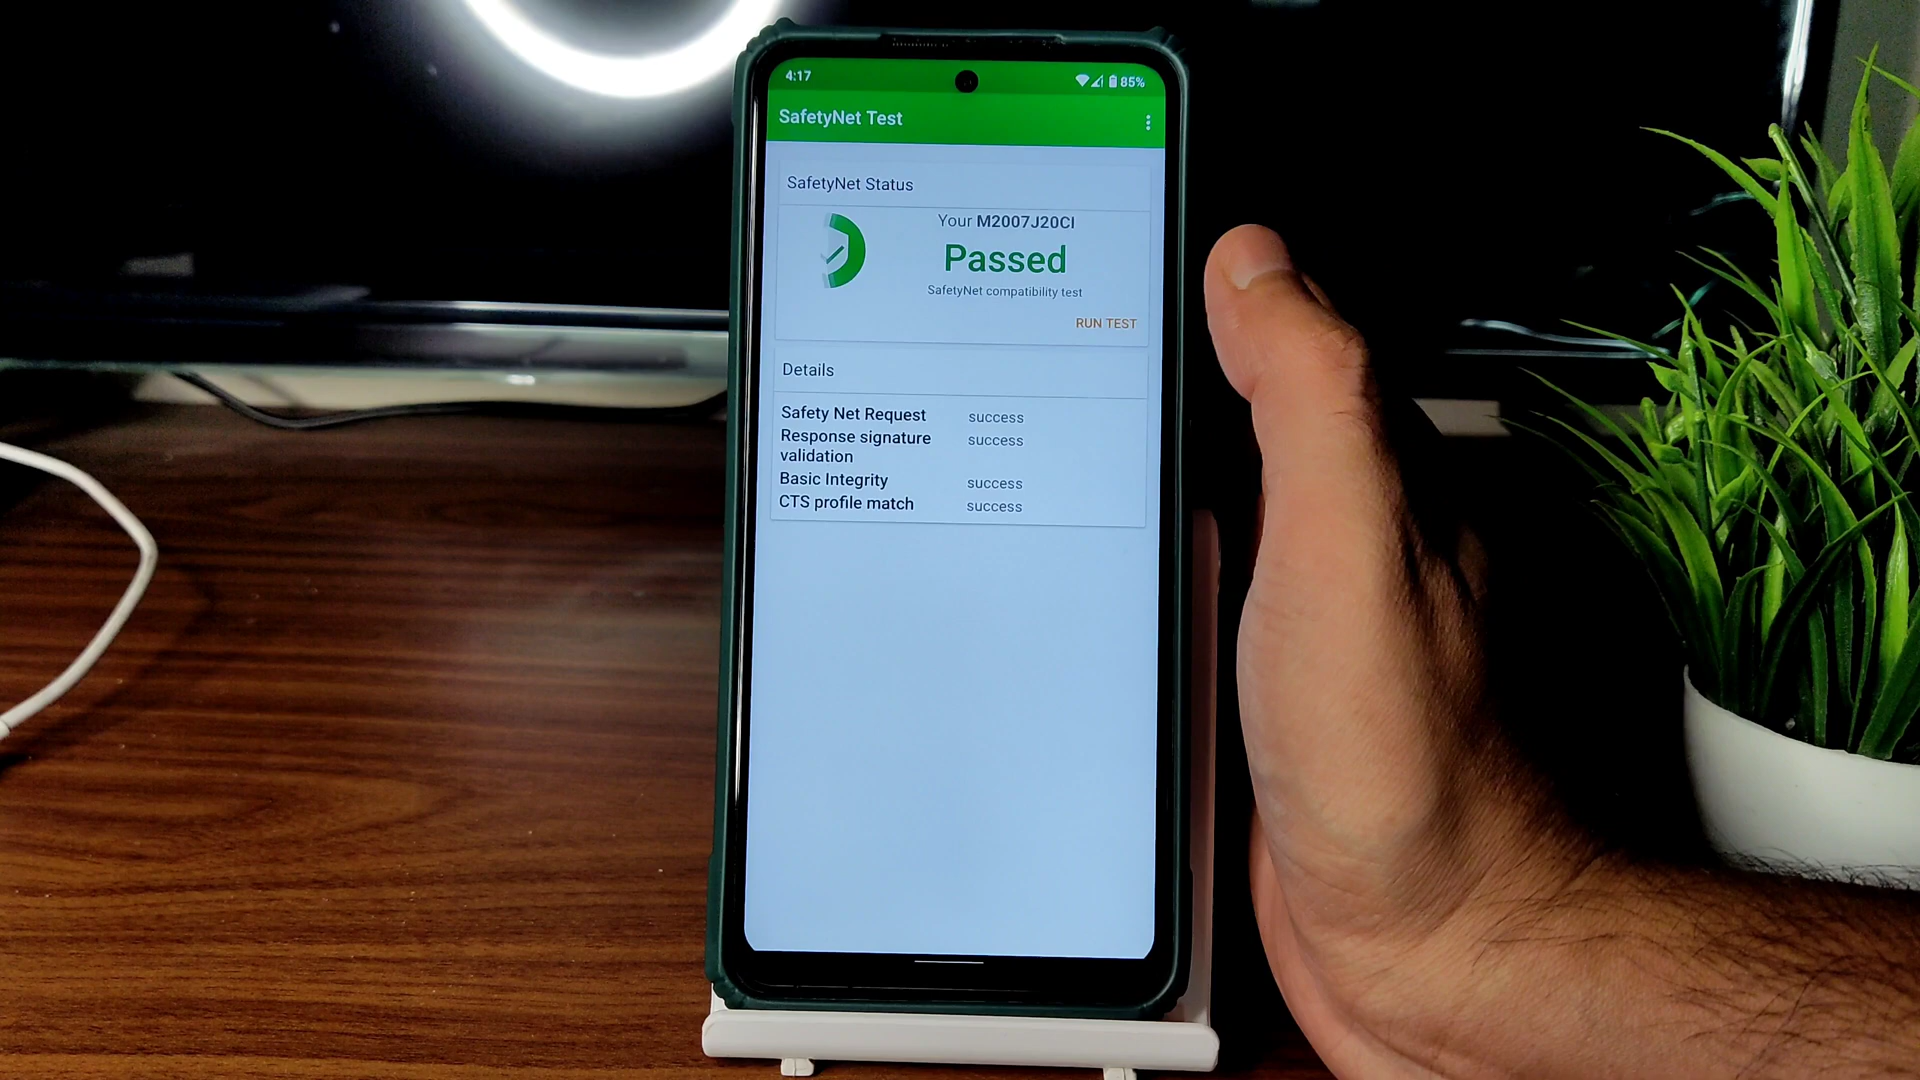 4:17
85%
SafetyNet Test
SafetyNet Status
Your M2007J20CI
Passed
SafetyNet compatibility test
RUN TEST
Details
Safety Net Request success
Response signature success
validation
Basic Integrity success
CTS profile match success